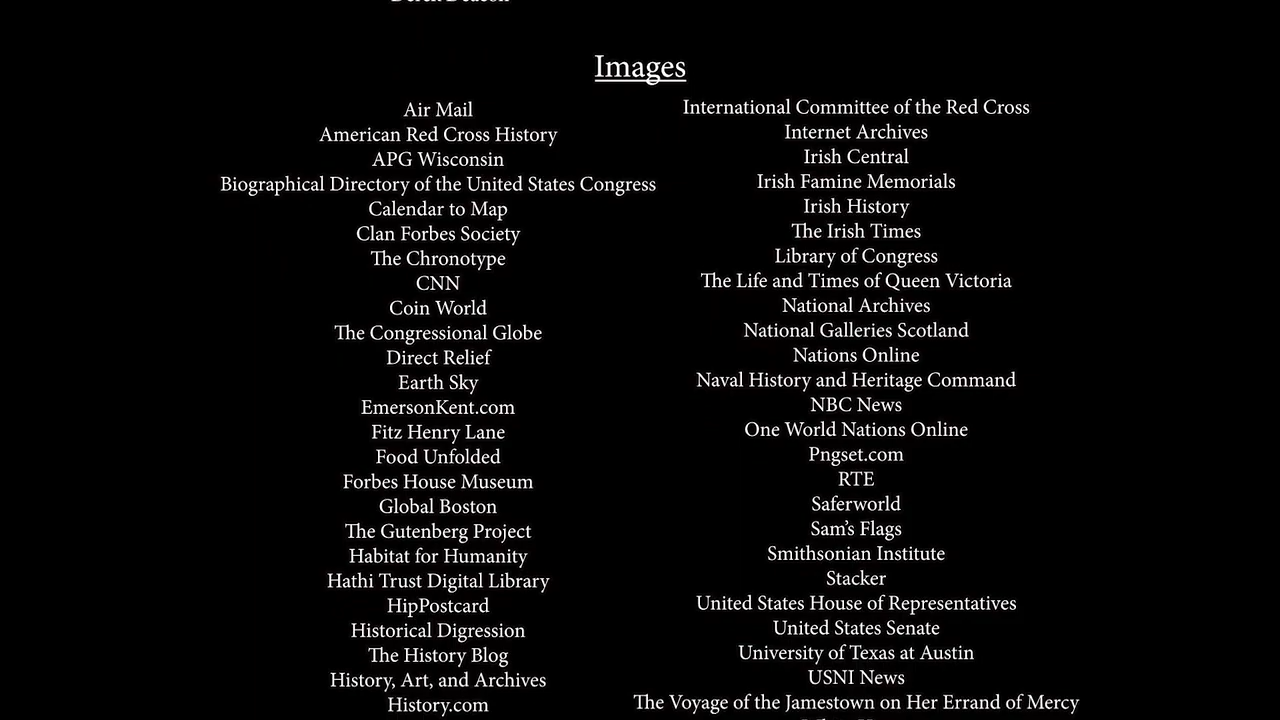 Images
Air Mail
American Red Cross History
APG Wisconsin
Biographical Directory of the United States Congress
Calendar to Map
Clan Forbes Society
The Chronotype
CNN
Coin World
The Congressional Globe
Direct Relief
Earth Sky
EmersonKent.com
Fitz Henry Lane
Food Unfolded
Forbes House Museum
Global Boston
The Gutenberg Project
Habitat for Humanity
Hathi Trust Digital Library
HipPostcard
Historical Digression
The History Blog
History, Art, and Archives
History.com
International Committee of the Red Cross
Internet Archives
Irish Central
Irish Famine Memorials
Irish History
The Irish Times
Library of Congress
The Life and Times of Queen Victoria
National Archives
National Galleries Scotland
Nations Online
Naval History and Heritage Command
NBC News
One World Nations Online
Pngset.com
RTE
Saferworld
Sam's Flags
Smithsonian Institute
Stacker
United States House of Representatives
United States Senate
University of Texas at Austin
USNI News
The Voyage of the Jamestown on Her Errand of Mercy